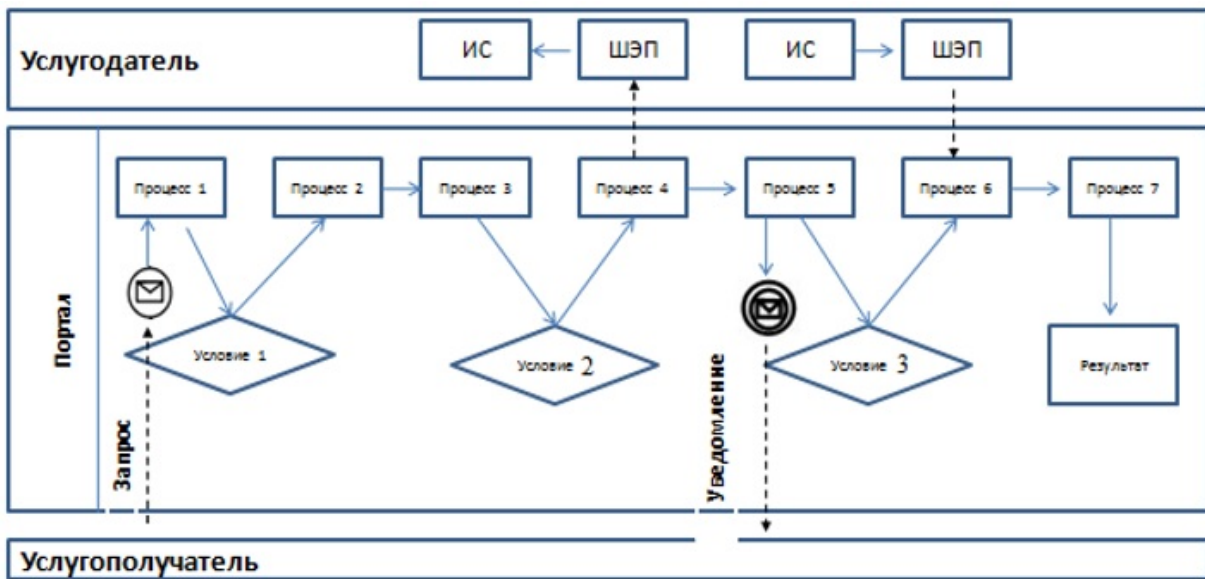 Услугодатель
ИС
ШЭП
ИС
ШЭП
Портал
Процесс 1
Процесс 2
Процесс 3
Процесс 4
Процесс 5
Процесс 6
Процесс 7
Условие 1
Условие 2
Условие 3
Результат
Запрос
Уведомление
Услугополучатель